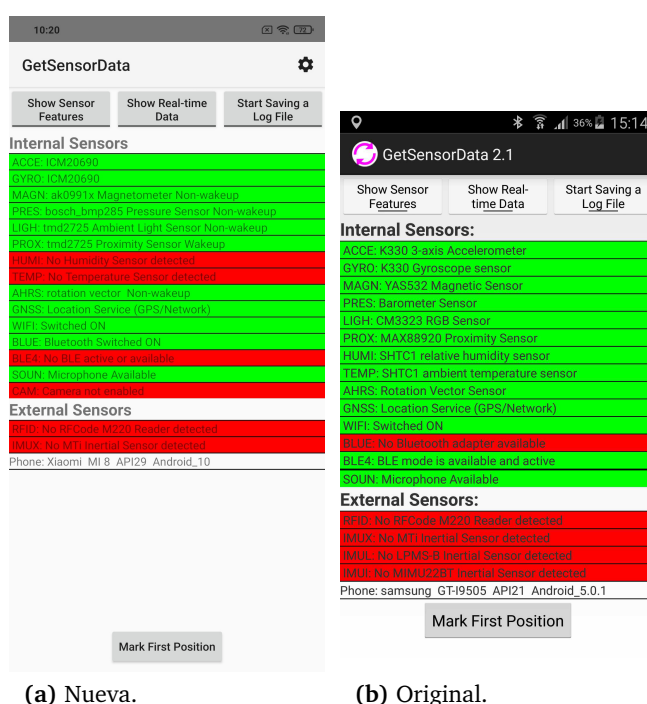 10:20
72
GetSensorData
Show Sensor Features
Show Real-time Data
Start Saving a Log File
Internal Sensors
ACCE: ICM20690
GYRO: ICM20690
MAGN: ak0991x Magnetometer Non-wakeup
PRES: bosch_bmp285 Pressure Sensor Non-wakeup
LIGH: tmd2725 Ambient Light Sensor Non-wakeup
PROX: tmd2725 Proximity Sensor Wakeup
HUMI: No Humidity Sensor detected
TEMP: No Temperature Sensor detected
AHRS: rotation vector Non-wakeup
GNSS: Location Service (GPS/Network)
WIFI: Switched ON
BLUE: Bluetooth Switched ON
BLE4: No BLE active or available
SOUN: Microphone Available
CAM: Camera not enabled
External Sensors
RFID: No RFCode M220 Reader detected
IMUX: No MTi Inertial Sensor detected
Phone: Xiaomi MI 8 API29 Android_10
Mark First Position
(a) Nueva.
36% 15:14
GetSensorData 2.1
Show Sensor Features
Show Real-time Data
Start Saving a Log File
Internal Sensors:
ACCE: K330 3-axis Accelerometer
GYRO: K330 Gyroscope sensor
MAGN: YAS532 Magnetic Sensor
PRES: Barometer Sensor
LIGH: CM3323 RGB Sensor
PROX: MAX88920 Proximity Sensor
HUMI: SHTC1 relative humidity sensor
TEMP: SHTC1 ambient temperature sensor
AHRS: Rotation Vector Sensor
GNSS: Location Service (GPS/Network)
WIFI: Switched ON
BLUE: No Bluetooth adapter available
BLE4: BLE mode is available and active
SOUN: Microphone Available
External Sensors:
RFID: No RFCode M220 Reader detected
IMUX: No MTi Inertial Sensor detected
IMUL: No LPMS-B Inertial Sensor detected
IMUI: No MIMU22BT Inertial Sensor detected
Phone: samsung GT-I9505 API21 Android_5.0.1
Mark First Position
(b) Original.